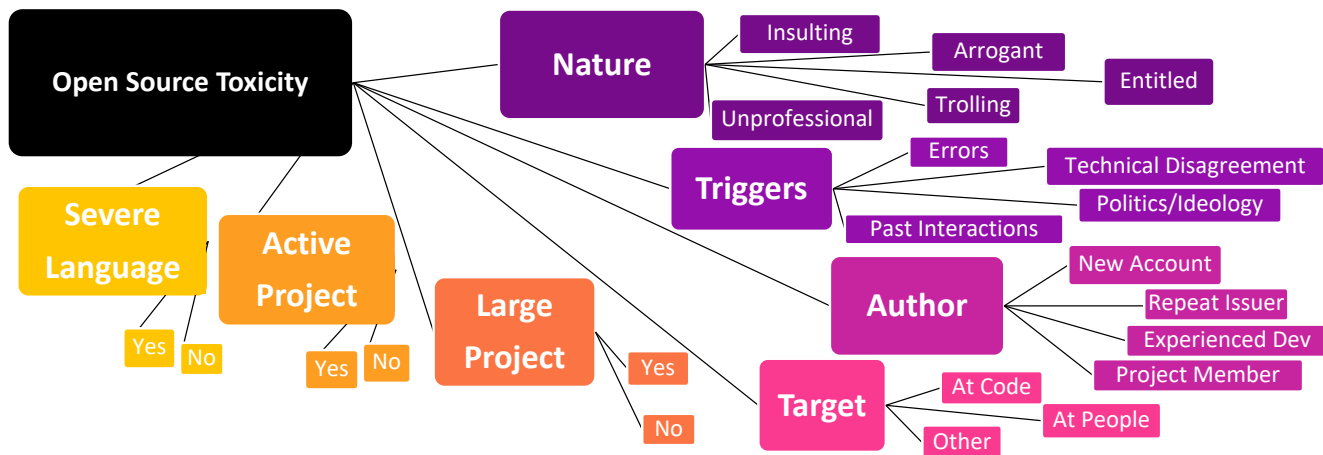 Open Source Toxicity
Nature
Insulting
Arrogant
Entitled
Trolling
Unprofessional
Triggers
Errors
Technical Disagreement
Politics/Ideology
Past Interactions
Author
New Account
Repeat Issuer
Experienced Dev
Project Member
Target
At Code
At People
Other
Large
Project
Yes
No
Active
Project
Yes
No
Severe
Language
Yes
No